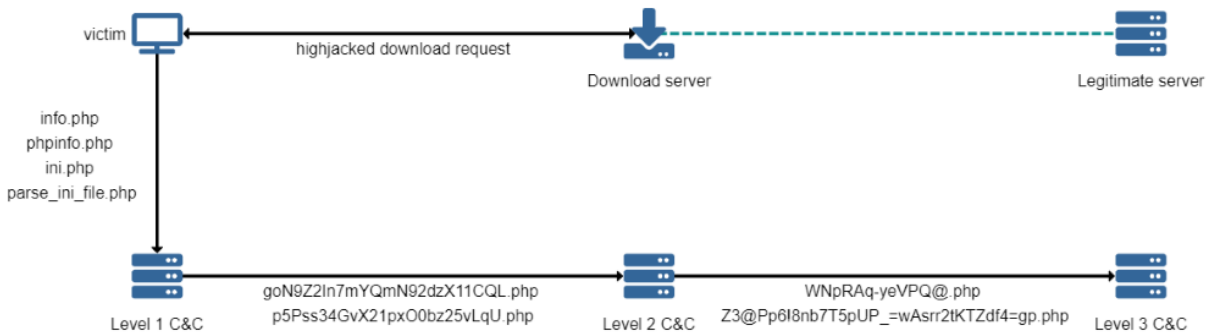 victim
highjacked download request
Download server
Legitimate server
info.php
phpinfo.php
ini.php
parse_ini_file.php
goN9Z2In7mYQmN92dzX11CQL.php
p5Pss34GvX21pxO0bz25vLqU.php
WNpRAq-yeVPQ@.php
Z3@Pp6I8nb7T5pUP_=wAsrr2tKTZdf4=gp.php
Level 1 C&C
Level 2 C&C
Level 3 C&C